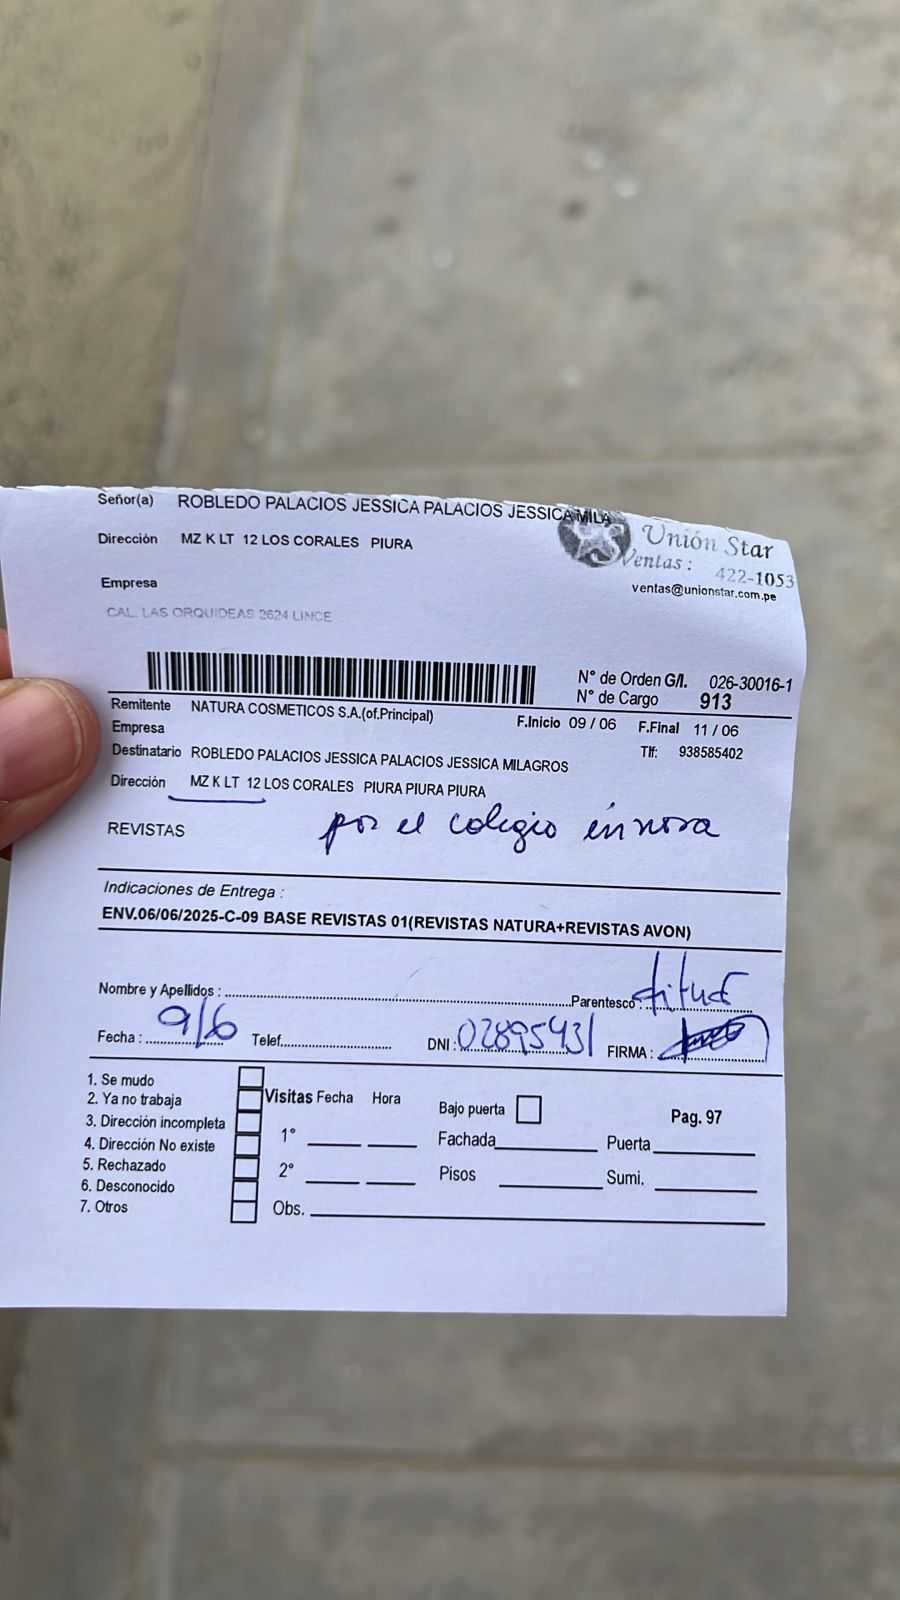 Señor(a) ROBLEDO PALACIOS JESSICA PALACIOS JESSICA MILA
Unión Star
Dirección MZ K LT 12 LOS CORALES PIURA
Ventas: 422-1053
ventas@unionstar.com.pe
Empresa
CAL. LAS ORQUIDEAS 2624 LINCE
N° de Orden G/I. 026-30016-1
N° de Cargo 913
Remitente NATURA COSMETICOS S.A.(of.Principal)
F.Inicio 09 / 06 F.Final 11 / 06
Empresa
Tlf: 938585402
Destinatario ROBLEDO PALACIOS JESSICA PALACIOS JESSICA MILAGROS
Dirección MZ K LT 12 LOS CORALES PIURA PIURA PIURA
REVISTAS por el colegio innova
Indicaciones de Entrega :
ENV.06/06/2025-C-09 BASE REVISTAS 01(REVISTAS NATURA+REVISTAS AVON)
Nombre y Apellidos : Parentesco : titud
Fecha : 9/6 Telef. DNI : 02895431 FIRMA :
1. Se mudo
2. Ya no trabaja
3. Dirección incompleta
4. Dirección No existe
5. Rechazado
6. Desconocido
7. Otros
Visitas Fecha Hora
1°
2°
Obs.
Bajo puerta
Pag. 97
Fachada Puerta
Pisos Sumi.